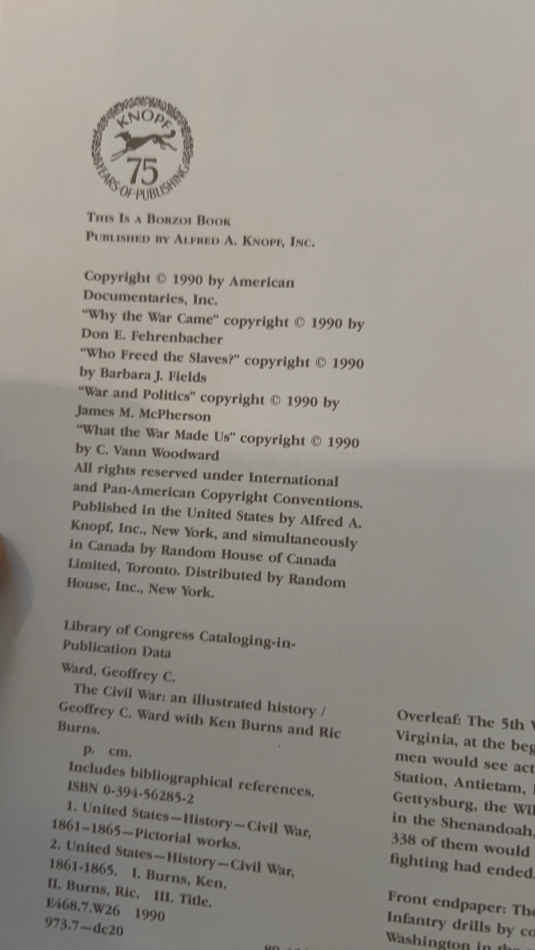 KNOPF
75
YEARS·OF·PUBLISHING
THIS IS A BORZOI BOOK
PUBLISHED BY ALFRED A. KNOPF, INC.
Copyright © 1990 by American
Documentaries, Inc.
"Why the War Came" copyright © 1990 by
Don E. Fehrenbacher
"Who Freed the Slaves?" copyright © 1990
by Barbara J. Fields
"War and Politics" copyright © 1990 by
James M. McPherson
"What the War Made Us" copyright © 1990
by C. Vann Woodward
All rights reserved under International
and Pan-American Copyright Conventions.
Published in the United States by Alfred A.
Knopf, Inc., New York, and simultaneously
in Canada by Random House of Canada
Limited, Toronto. Distributed by Random
House, Inc., New York.
Library of Congress Cataloging-in-
Publication Data
Ward, Geoffrey C.
The Civil War: an illustrated history /
Geoffrey C. Ward with Ken Burns and Ric
Burns.
p. cm.
Includes bibliographical references.
ISBN 0-394-56285-2
1. United States—History—Civil War,
1861–1865—Pictorial works.
2. United States—History—Civil War,
1861-1865. I. Burns, Ken.
II. Burns, Ric. III. Title.
E468.7.W26 1990
973.7—dc20
Overleaf: The 5th
Virginia, at the beg
men would see act
Station, Antietam,
Gettysburg, the Wil
in the Shenandoah.
338 of them would
fighting had ended.
Front endpaper: The
Infantry drills by co
Washington in the